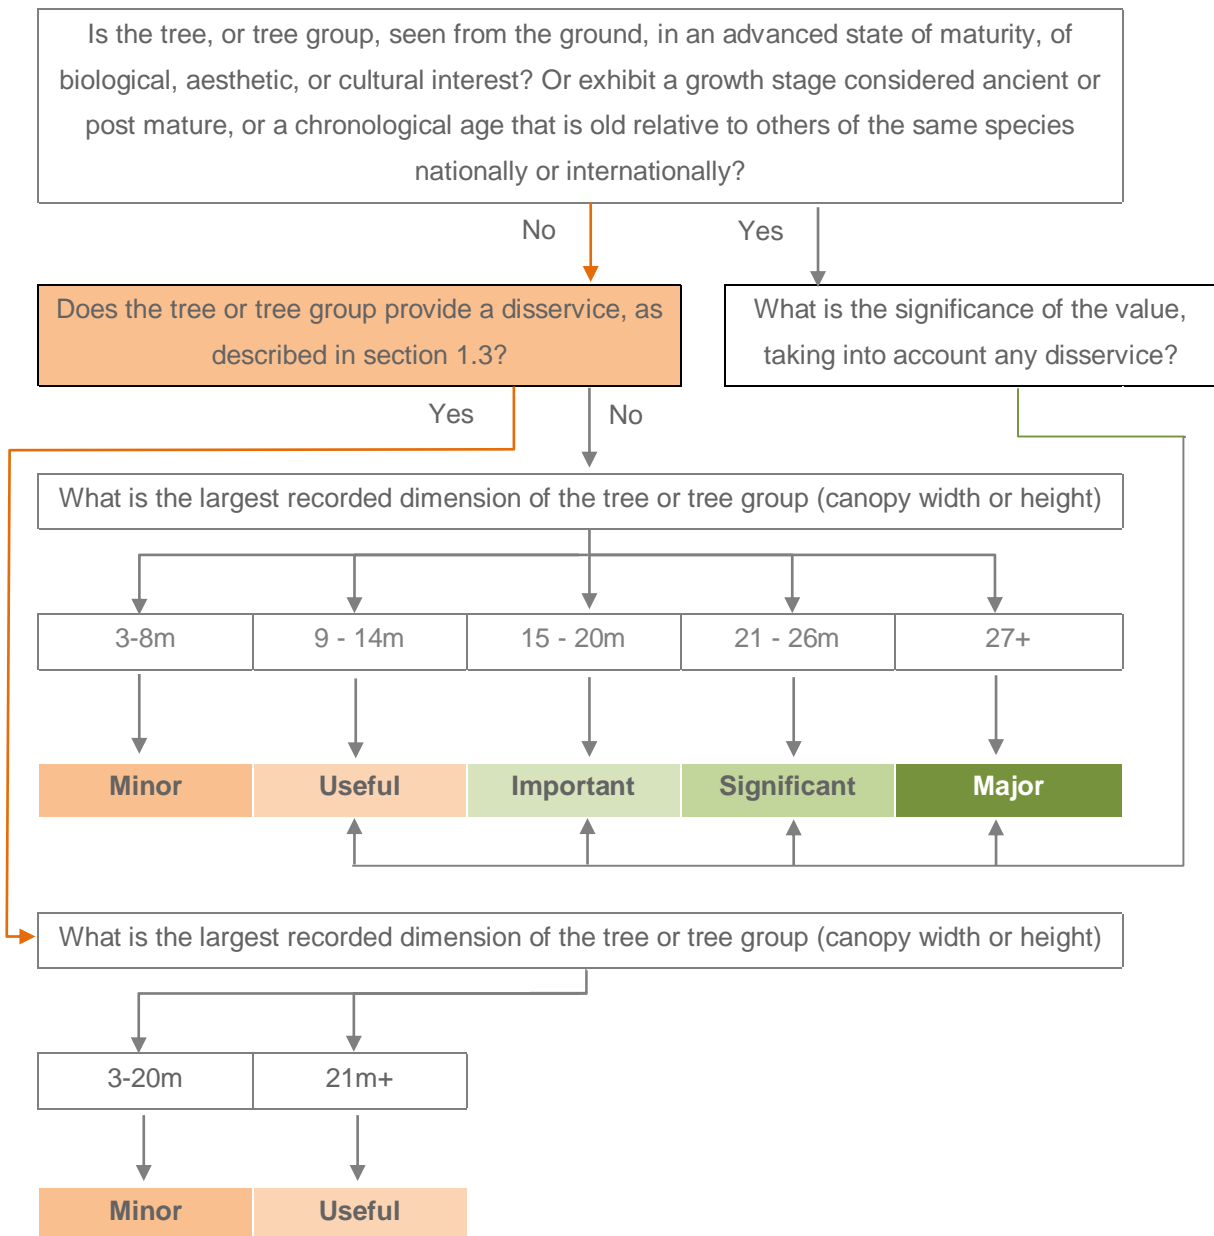 Is the tree, or tree group, seen from the ground, in an advanced state of maturity, of
biological, aesthetic, or cultural interest? Or exhibit a growth stage considered ancient or
post mature, or a chronological age that is old relative to others of the same species
nationally or internationally?
No
Yes
Does the tree or tree group provide a disservice, as
described in section 1.3?
What is the significance of the value,
taking into account any disservice?
Yes
No
What is the largest recorded dimension of the tree or tree group (canopy width or height)
3-8m
9 - 14m
15 - 20m
21 - 26m
27+
Minor
Useful
Important
Significant
Major
What is the largest recorded dimension of the tree or tree group (canopy width or height)
3-20m
21m+
Minor
Useful